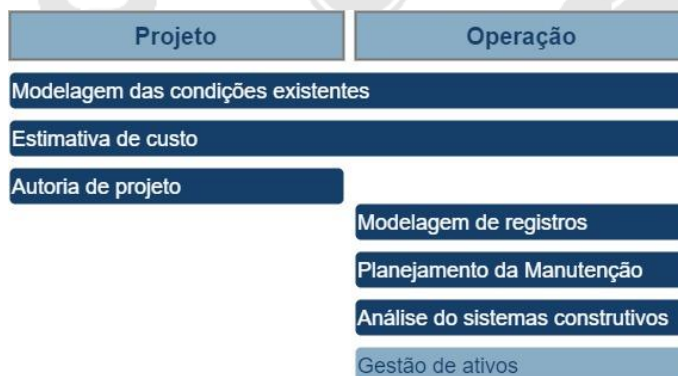 Projeto
Operação
Modelagem das condições existentes
Estimativa de custo
Autoria de projeto
Modelagem de registros
Planejamento da Manutenção
Análise do sistemas construtivos
Gestão de ativos